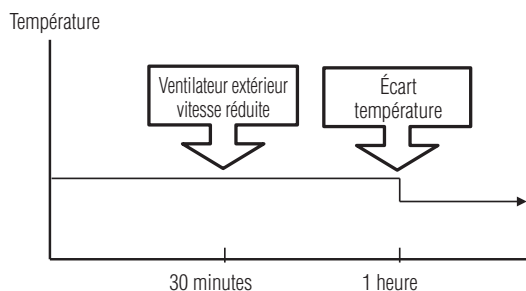 Température
Ventilateur extérieur
vitesse réduite
Écart
température
30 minutes
1 heure